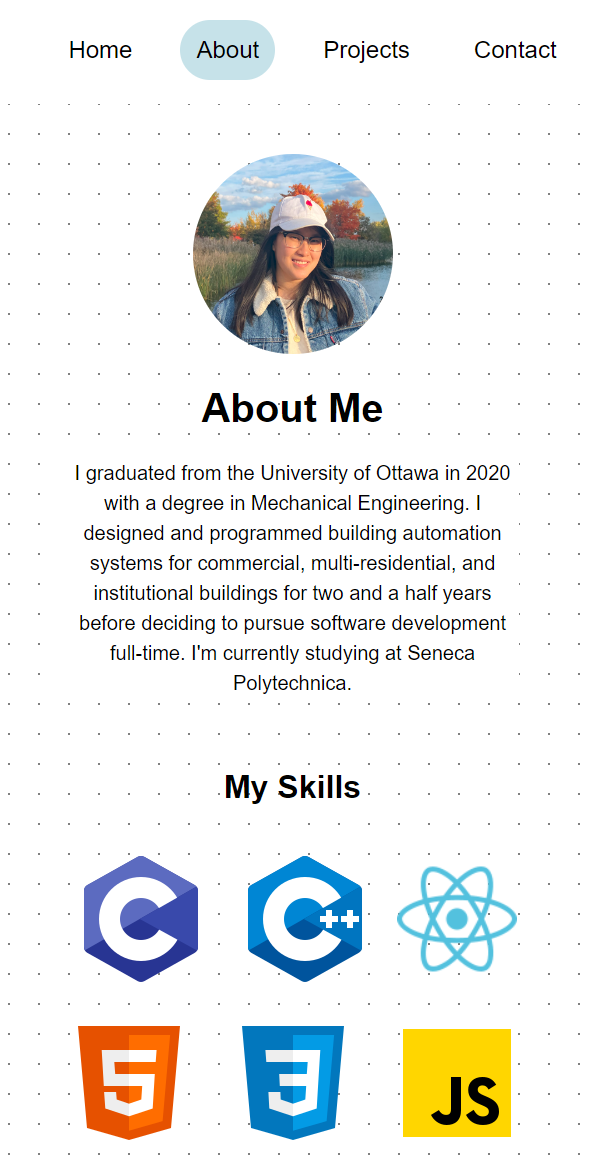 Home About Projects Contact
About Me
I graduated from the University of Ottawa in 2020
with a degree in Mechanical Engineering. I
designed and programmed building automation
systems for commercial, multi-residential, and
institutional buildings for two and a half years
before deciding to pursue software development
full-time. I'm currently studying at Seneca
Polytechnica.
My Skills
C C++
5 3 JS